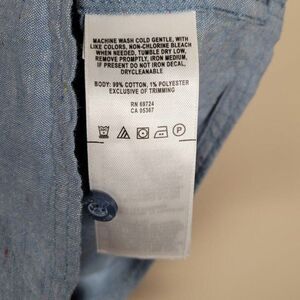 MACHINE WASH COLD GENTLE, WITH
LIKE COLORS, NON-CHLORINE BLEACH
WHEN NEEDED, TUMBLE DRY LOW,
REMOVE PROMPTLY, IRON MEDIUM,
IF PRESENT DO NOT IRON DECAL,
DRYCLEANABLE
BODY: 99% COTTON, 1% POLYESTER
EXCLUSIVE OF TRIMMING
RN 69724
CA 05367
P